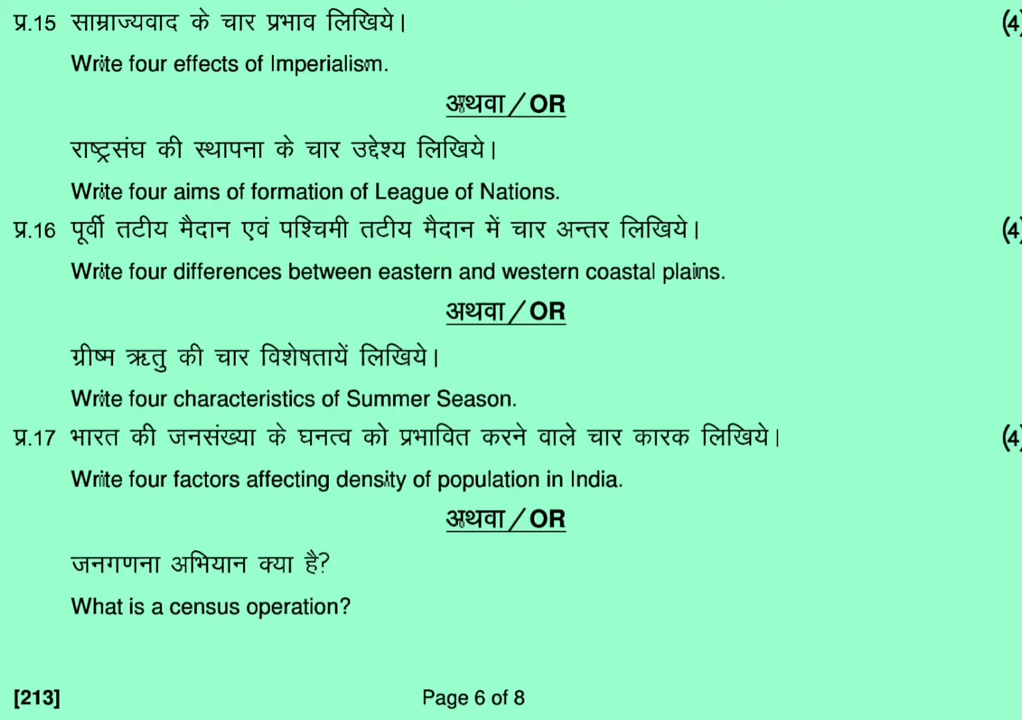 प्र.15 साम्राज्यवाद के चार प्रभाव लिखिये। (4)
Write four effects of Imperialism.
अथवा / OR
राष्ट्रसंघ की स्थापना के चार उद्देश्य लिखिये।
Write four aims of formation of League of Nations.
प्र.16 पूर्वी तटीय मैदान एवं पश्चिमी तटीय मैदान में चार अन्तर लिखिये। (4)
Write four differences between eastern and western coastal plains.
अथवा / OR
ग्रीष्म ऋतु की चार विशेषतायें लिखिये।
Write four characteristics of Summer Season.
प्र.17 भारत की जनसंख्या के घनत्व को प्रभावित करने वाले चार कारक लिखिये। (4)
Write four factors affecting density of population in India.
अथवा / OR
जनगणना अभियान क्या है?
What is a census operation?
[213] Page 6 of 8